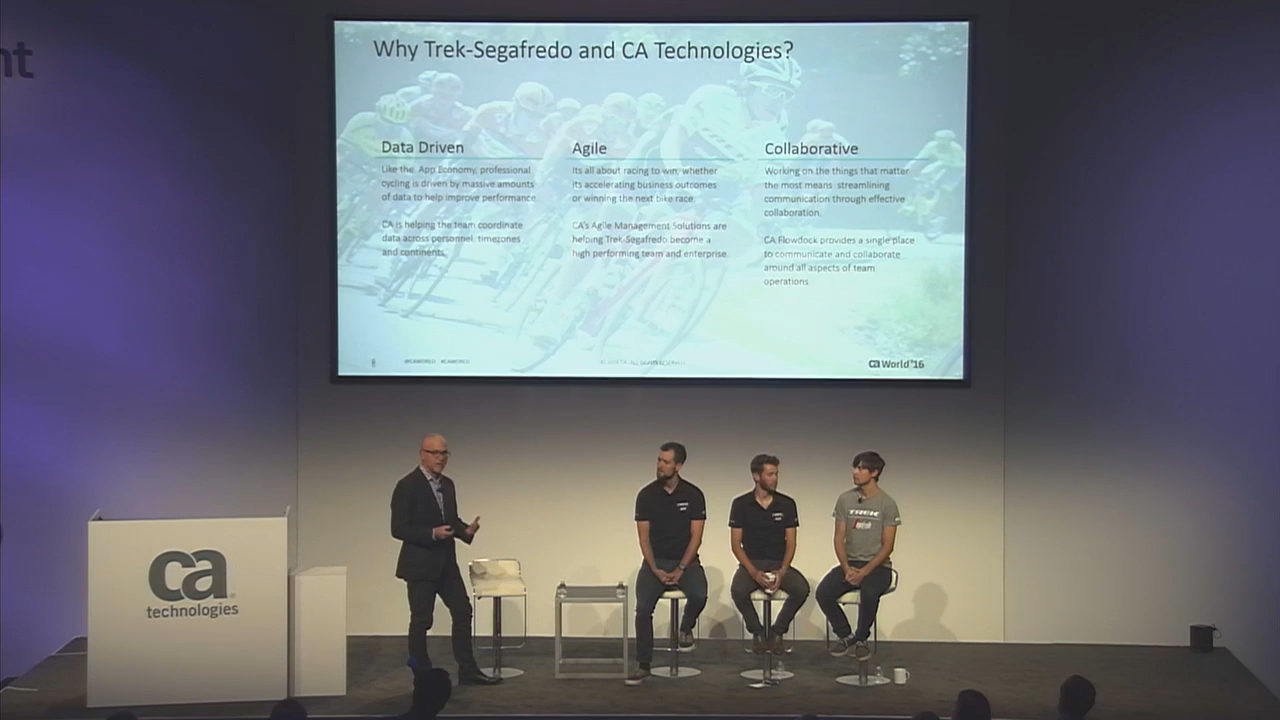 nt
Why Trek-Segafredo and CA Technologies?
Data Driven
Like the App Economy, professional
cycling is driven by massive amounts
of data to help improve performance
CA is helping the team coordinate
data across personnel, timezones
and continents.
Agile
Its all about racing to win, whether
its accelerating business outcomes
or winning the next bike race.
CA's Agile Management Solutions are
helping Trek-Segafredo become a
high performing team and enterprise.
Collaborative
Working on the things that matter
the most means streamlining
communication through effective
collaboration.
CA Flowdock provides a single place
to communicate and collaborate
around all aspects of team
operations
6
@CAWORLD #CAWORLD
ca World '16
ca
technologies
TREK